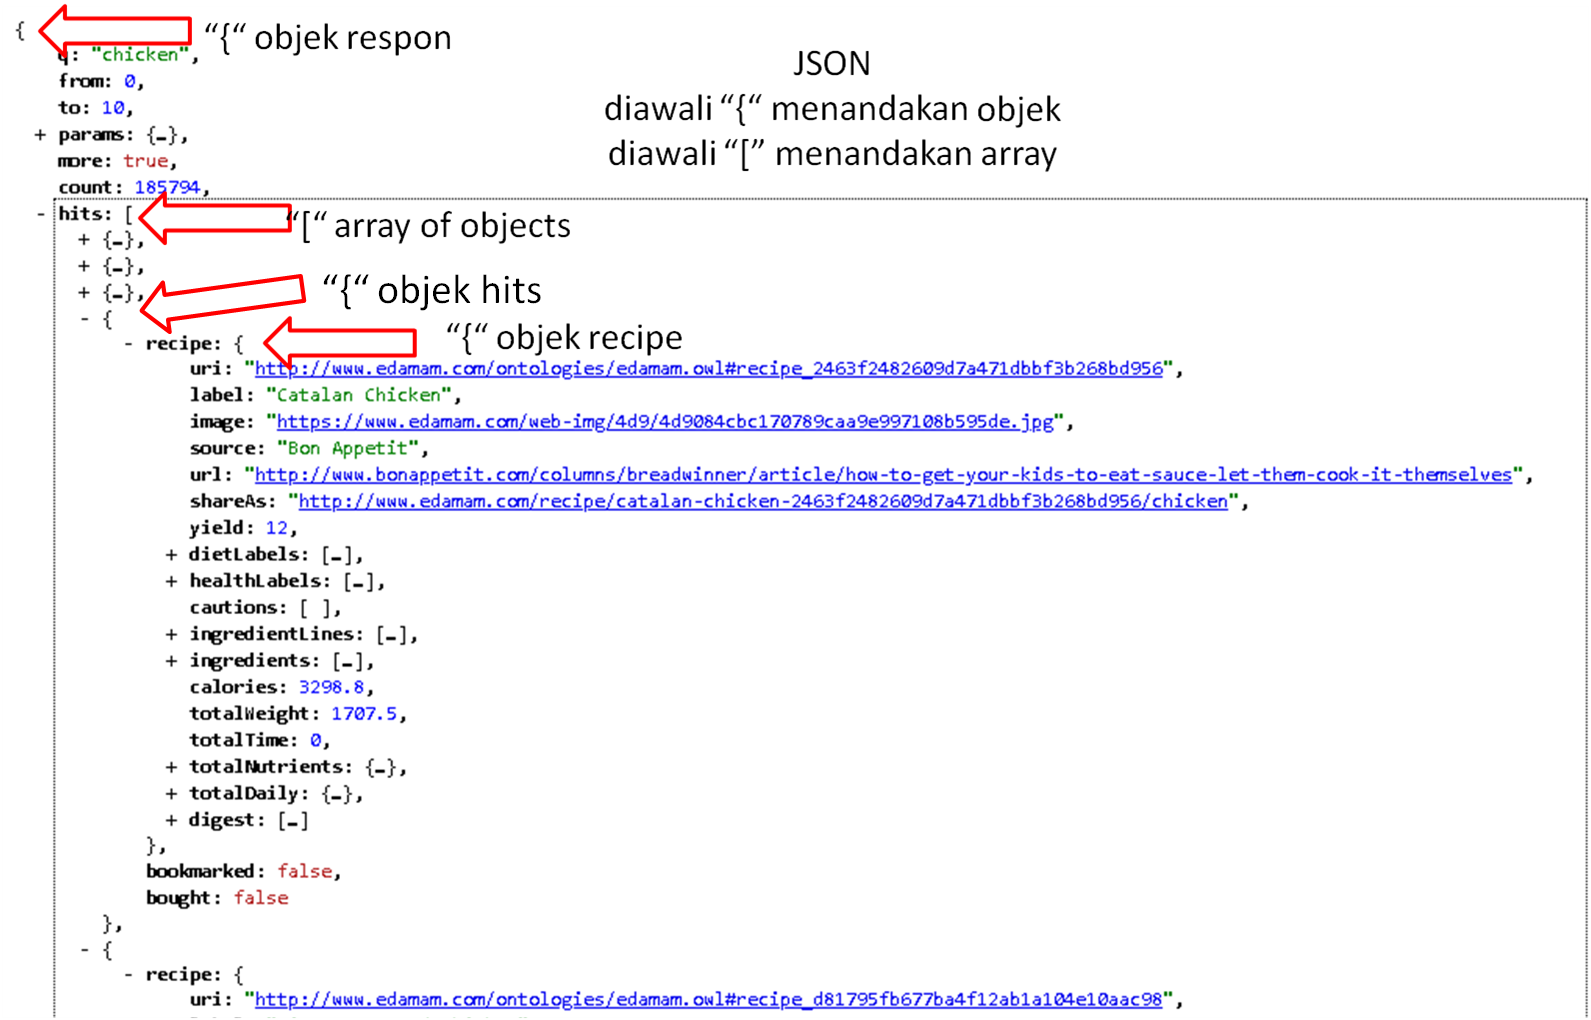 { “{“ objek respon
q: "chicken",
JSON
from: 0,
to: 10,
diawali “{“ menandakan objek
+ params: {…},
diawali “[” menandakan array
more: true,
count: 185794,
- hits: [ “[“ array of objects
+ {…},
+ {…},
+ {…}, “{“ objek hits
- {
- recipe: { “{“ objek recipe
uri: "http://www.edamam.com/ontologies/edamam.owl#recipe_2463f2482609d7a471dbbf3b268bd956",
label: "Catalan Chicken",
image: "https://www.edamam.com/web-img/4d9/4d9084cbc170789caa9e997108b595de.jpg",
source: "Bon Appetit",
url: "http://www.bonappetit.com/columns/breadwinner/article/how-to-get-your-kids-to-eat-sauce-let-them-cook-it-themselves",
shareAs: "http://www.edamam.com/recipe/catalan-chicken-2463f2482609d7a471dbbf3b268bd956/chicken",
yield: 12,
+ dietLabels: […],
+ healthLabels: […],
cautions: [ ],
+ ingredientLines: […],
+ ingredients: […],
calories: 3298.8,
totalWeight: 1707.5,
totalTime: 0,
+ totalNutrients: {…},
+ totalDaily: {…},
+ digest: […]
},
bookmarked: false,
bought: false
},
- {
- recipe: {
uri: "http://www.edamam.com/ontologies/edamam.owl#recipe_d81795fb677ba4f12ab1a104e10aac98",